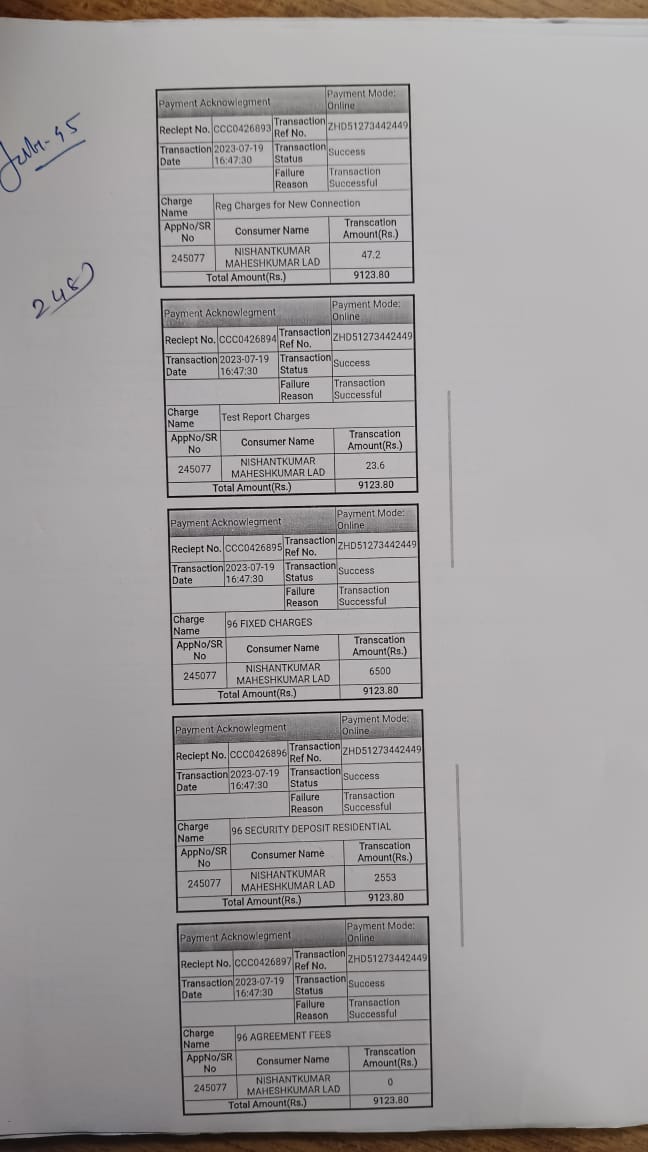 2480
Payment Acknowlegment Payment Mode: Online
Reciept No. CCC0426893 Transaction Ref No. ZHD51273442449
Transaction Date 2023-07-19 16:47:30 Transaction Status Success
Failure Reason Transaction Successful
Charge Name Reg Charges for New Connection
AppNo/SR No Consumer Name Transcation Amount(Rs.)
245077 NISHANTKUMAR MAHESHKUMAR LAD 47.2
Total Amount(Rs.) 9123.80
Payment Acknowlegment Payment Mode: Online
Reciept No. CCC0426894 Transaction Ref No. ZHD51273442449
Transaction Date 2023-07-19 16:47:30 Transaction Status Success
Failure Reason Transaction Successful
Charge Name Test Report Charges
AppNo/SR No Consumer Name Transcation Amount(Rs.)
245077 NISHANTKUMAR MAHESHKUMAR LAD 23.6
Total Amount(Rs.) 9123.80
Payment Acknowlegment Payment Mode: Online
Reciept No. CCC0426895 Transaction Ref No. ZHD51273442449
Transaction Date 2023-07-19 16:47:30 Transaction Status Success
Failure Reason Transaction Successful
Charge Name 96 FIXED CHARGES
AppNo/SR No Consumer Name Transcation Amount(Rs.)
245077 NISHANTKUMAR MAHESHKUMAR LAD 6500
Total Amount(Rs.) 9123.80
Payment Acknowlegment Payment Mode: Online
Reciept No. CCC0426896 Transaction Ref No. ZHD51273442449
Transaction Date 2023-07-19 16:47:30 Transaction Status Success
Failure Reason Transaction Successful
Charge Name 96 SECURITY DEPOSIT RESIDENTIAL
AppNo/SR No Consumer Name Transcation Amount(Rs.)
245077 NISHANTKUMAR MAHESHKUMAR LAD 2553
Total Amount(Rs.) 9123.80
Payment Acknowlegment Payment Mode: Online
Reciept No. CCC0426897 Transaction Ref No. ZHD51273442449
Transaction Date 2023-07-19 16:47:30 Transaction Status Success
Failure Reason Transaction Successful
Charge Name 96 AGREEMENT FEES
AppNo/SR No Consumer Name Transcation Amount(Rs.)
245077 NISHANTKUMAR MAHESHKUMAR LAD 0
Total Amount(Rs.) 9123.80